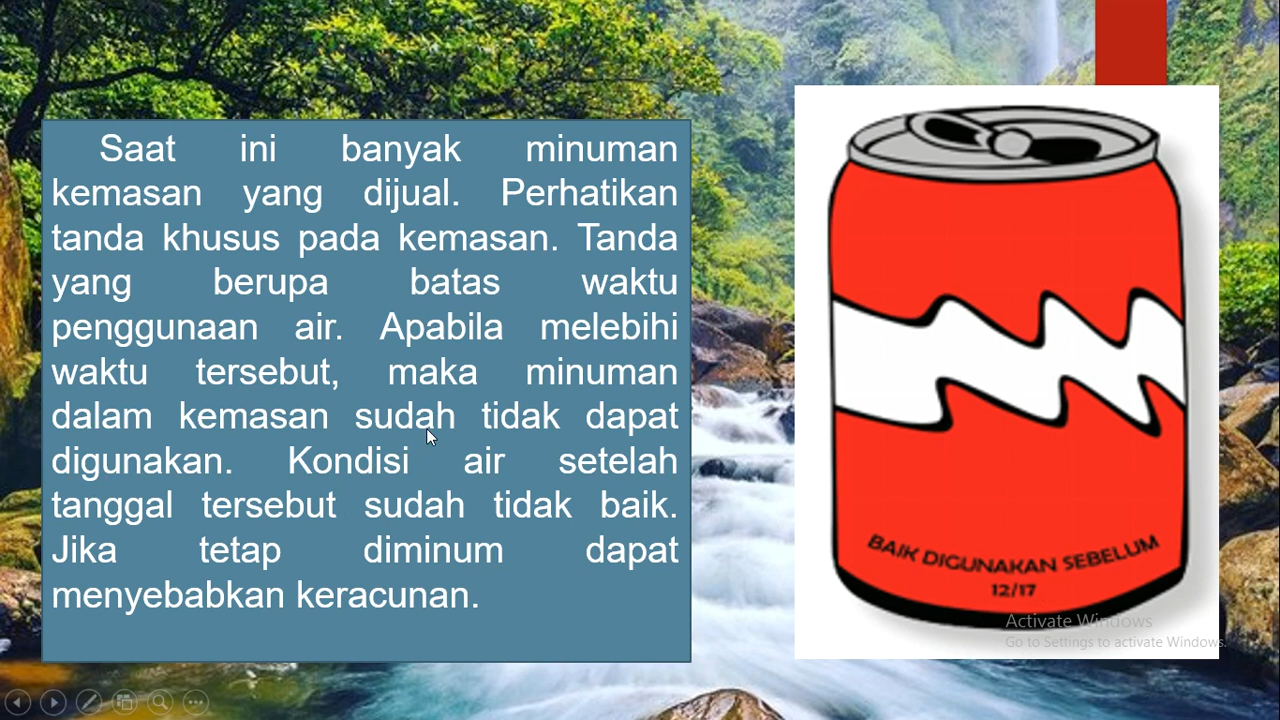 Saat ini banyak minuman
kemasan yang dijual. Perhatikan
tanda khusus pada kemasan. Tanda
yang berupa batas waktu
penggunaan air. Apabila melebihi
waktu tersebut, maka minuman
dalam kemasan sudah tidak dapat
digunakan. Kondisi air setelah
tanggal tersebut sudah tidak baik.
Jika tetap diminum dapat
menyebabkan keracunan.
BAIK DIGUNAKAN SEBELUM
12/17
Activate Windows
Go to Settings to activate Windows.